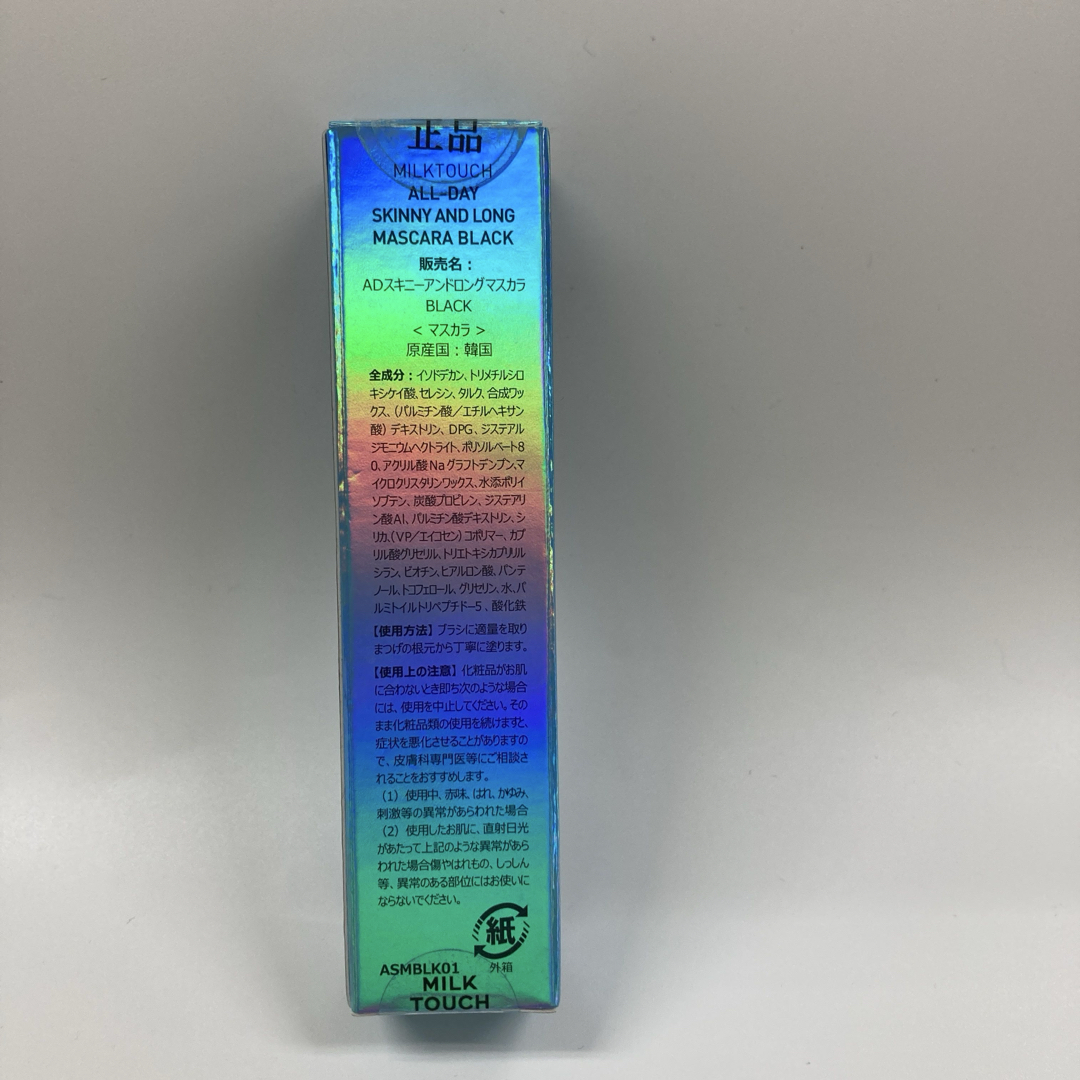 正品
MILKTOUCH
ALL-DAY
SKINNY AND LONG
MASCARA BLACK
販売名：
ADスキニーアンドロングマスカラ
BLACK
< マスカラ >
原産国：韓国
全成分：イソドデカン、トリメチルシロ
キシケイ酸、セレシン、タルク、合成ワッ
クス、（パルミチン酸／エチルヘキサン
酸）デキストリン、DPG、ジステアル
ジモニウムヘクトライト、ポリソルベート8
0、アクリル酸Naグラフトデンプン、マ
イクロクリスタリンワックス、水添ポリイ
ソブテン、炭酸プロピレン、ジステアリ
ン酸Al、パルミチン酸デキストリン、シ
リカ、（VP／エイコセン）コポリマー、カプ
リル酸グリセリル、トリエトキシカプリリル
シラン、ビオチン、ヒアルロン酸、パンテ
ノール、トコフェロール、グリセリン、水、パ
ルミトイルトリペプチド-5、酸化鉄
【使用方法】ブラシに適量を取り
まつげの根元から丁寧に塗ります。
【使用上の注意】化粧品がお肌
に合わないとき即ち次のような場合
には、使用を中止してください。その
まま化粧品類の使用を続けますと、
症状を悪化させることがありますの
で、皮膚科専門医等にご相談さ
れることをおすすめします。
（1）使用中、赤味、はれ、かゆみ、
刺激等の異常があらわれた場合
（2）使用したお肌に、直射日光
があたって上記のような異常があら
われた場合傷やはれもの、しっしん
等、異常のある部位にはお使いに
ならないでください。
紙
外箱
ASMBLK01
MILK
TOUCH